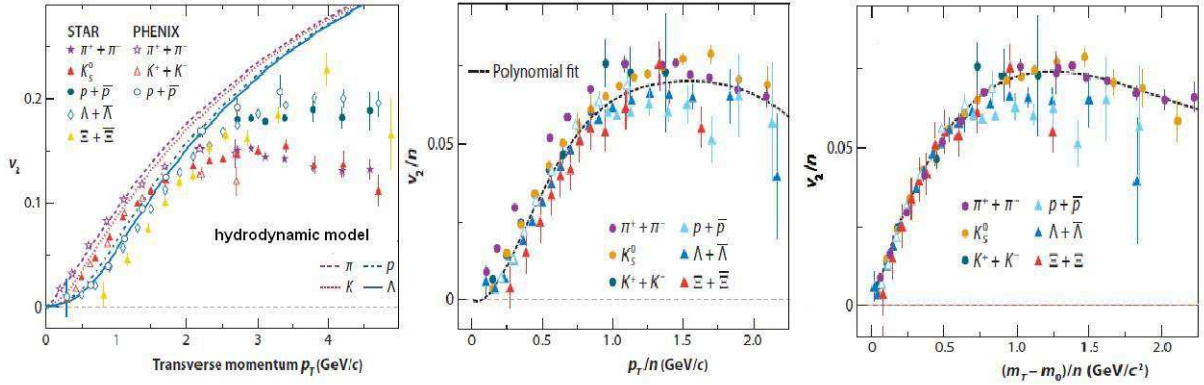 STAR PHENIX
π⁺ + π⁻ π⁺ + π⁻
K⁰_S K⁺ + K⁻
p + p̅ p + p̅
Λ + Λ̅
Ξ + Ξ̅
hydrodynamic model
π p
K Λ
v₂
0.2
0.1
0
0 1 2 3 4 5
Transverse momentum p_T (GeV/c)
Polynomial fit
π⁺ + π⁻ p + p̅
K⁰_S Λ + Λ̅
K⁺ + K⁻ Ξ + Ξ̅
v₂/n
0.05
0
0 0.5 1.0 1.5 2.0
p_T/n (GeV/c)
π⁺ + π⁻ p + p̅
K⁰_S Λ + Λ̅
K⁺ + K⁻ Ξ + Ξ
v₂/n
0.05
0
0 0.5 1.0 1.5 2.0
(m_T – m₀)/n (GeV/c²)